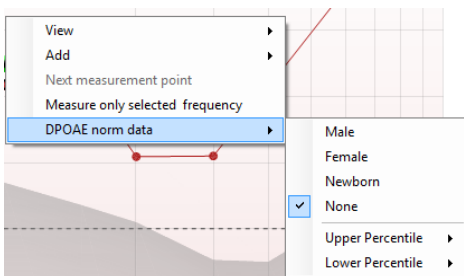 View
Add
Next measurement point
Measure only selected frequency
DPOAE norm data
Male
Female
Newborn
None
Upper Percentile
Lower Percentile